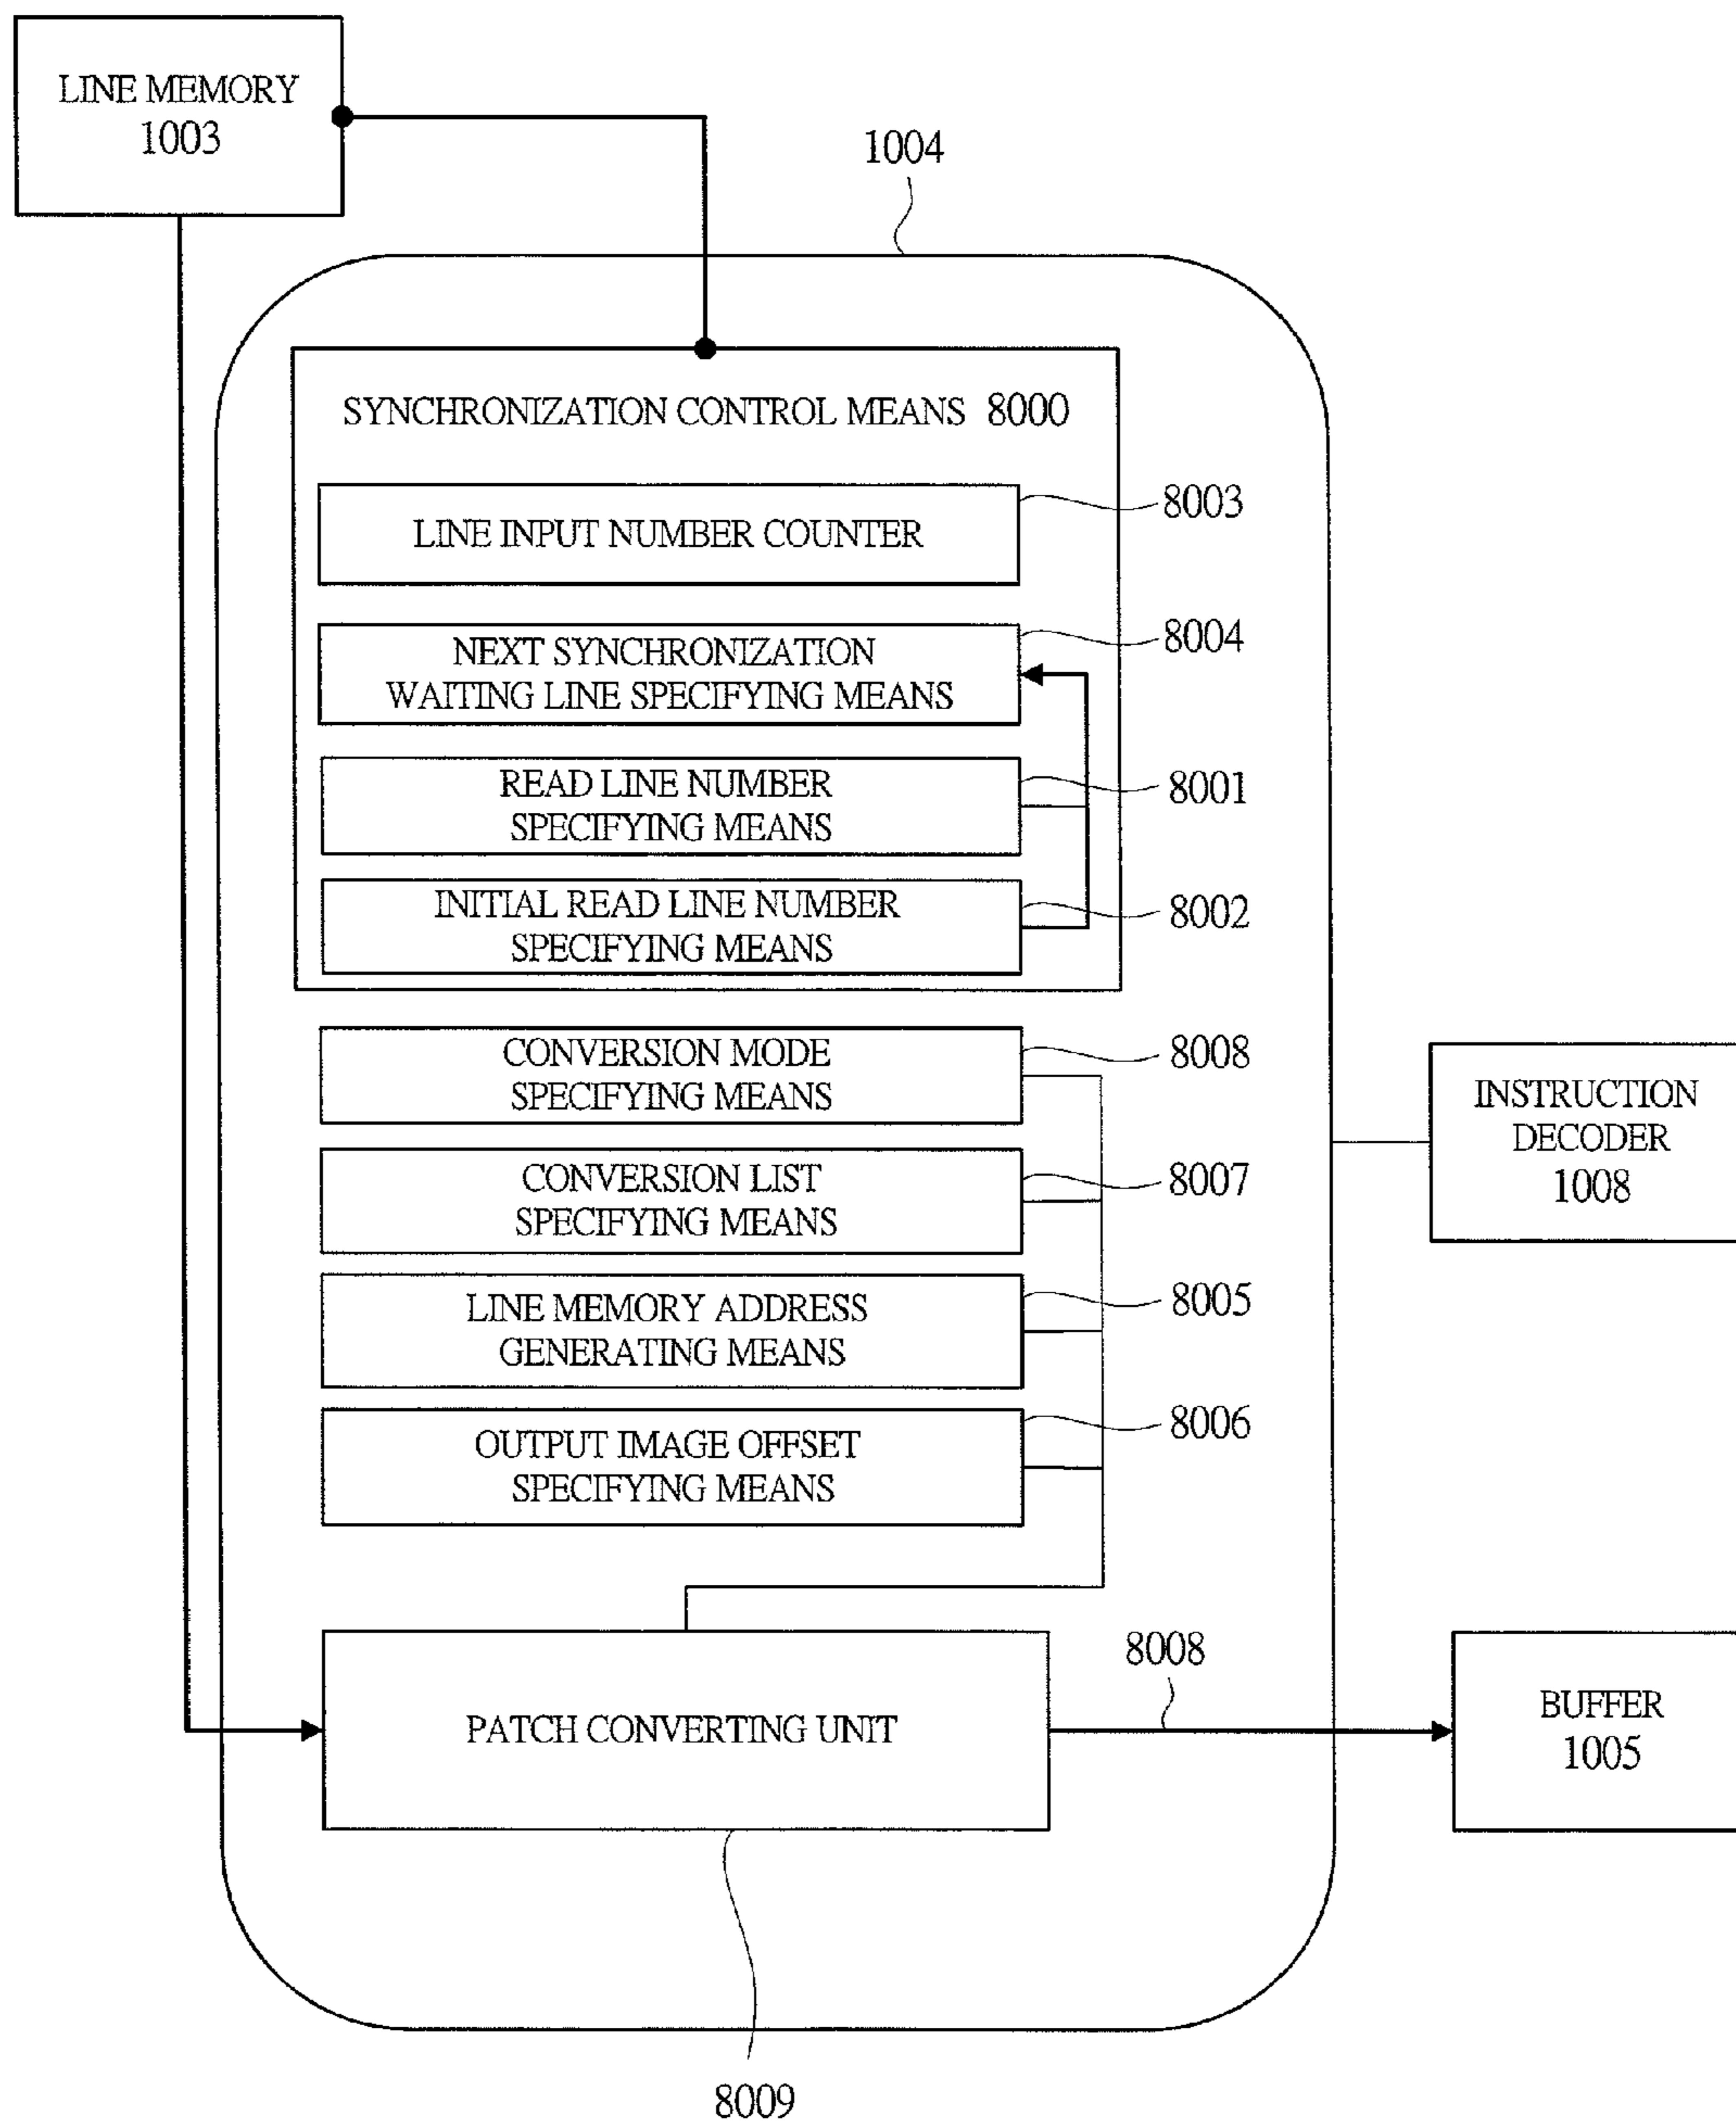 LINE MEMORY
1003
1004
SYNCHRONIZATION CONTROL MEANS 8000
LINE INPUT NUMBER COUNTER
8003
NEXT SYNCHRONIZATION
WAITING LINE SPECIFYING MEANS
8004
READ LINE NUMBER
SPECIFYING MEANS
8001
INITIAL READ LINE NUMBER
SPECIFYING MEANS
8002
CONVERSION MODE
SPECIFYING MEANS
8008
INSTRUCTION
DECODER
1008
CONVERSION LIST
SPECIFYING MEANS
8007
LINE MEMORY ADDRESS
GENERATING MEANS
8005
OUTPUT IMAGE OFFSET
SPECIFYING MEANS
8006
PATCH CONVERTING UNIT
8008
BUFFER
1005
8009